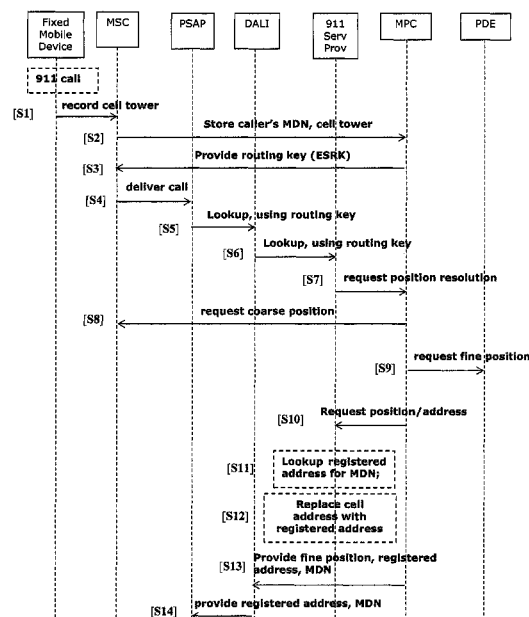 Fixed
Mobile
Device
MSC
PSAP
DALI
911
Serv
Prov
MPC
PDE
911 call
[S1]
record cell tower
[S2]
Store caller's MDN, cell tower
[S3]
Provide routing key (ESRK)
[S4]
deliver call
[S5]
Lookup, using routing key
[S6]
Lookup, using routing key
[S7]
request position resolution
[S8]
request coarse position
[S9]
request fine position
[S10]
Request position/address
[S11]
Lookup registered
address for MDN;
[S12]
Replace cell
address with
registered address
[S13]
Provide fine position, registered
address, MDN
[S14]
provide registered address, MDN